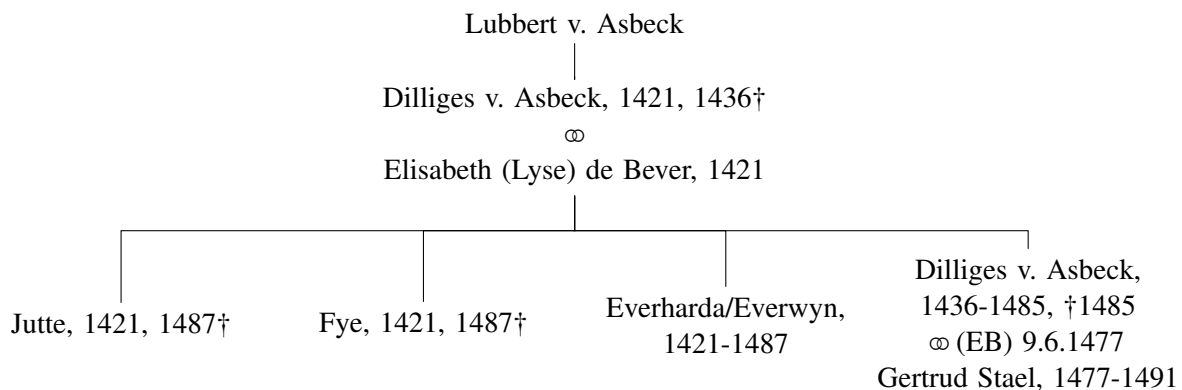 Lubbert v. Asbeck
Dilliges v. Asbeck, 1421, 1436†
⚭
Elisabeth (Lyse) de Bever, 1421
Jutte, 1421, 1487†
Fye, 1421, 1487†
Everharda/Everwyn,
1421-1487
Dilliges v. Asbeck,
1436-1485, †1485
⚭ (EB) 9.6.1477
Gertrud Stael, 1477-1491